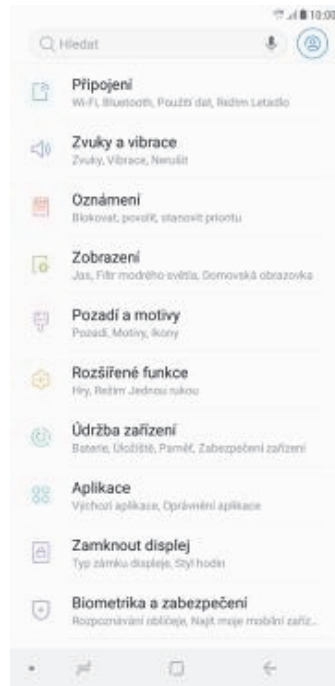 10:00
Hledat
Připojení
Wi-Fi, Bluetooth, Použití dat, Režim Letadlo
Zvuky a vibrace
Zvuky, Vibrace, Nerušit
Oznámení
Blokovat, povolit, stanovit prioritu
Zobrazení
Jas, Filtr modrého světla, Domovská obrazovka
Pozadí a motivy
Pozadí, Motivy, Ikony
Rozšířené funkce
Hry, Režim Jednou rukou
Údržba zařízení
Baterie, Úložiště, Paměť, Zabezpečení zařízení
Aplikace
Výchozí aplikace, Oprávnění aplikace
Zamknout displej
Typ zámku displeje, Styl hodin
Biometrika a zabezpečení
Rozpoznávání obličeje, Najít moje mobilní zaříz...